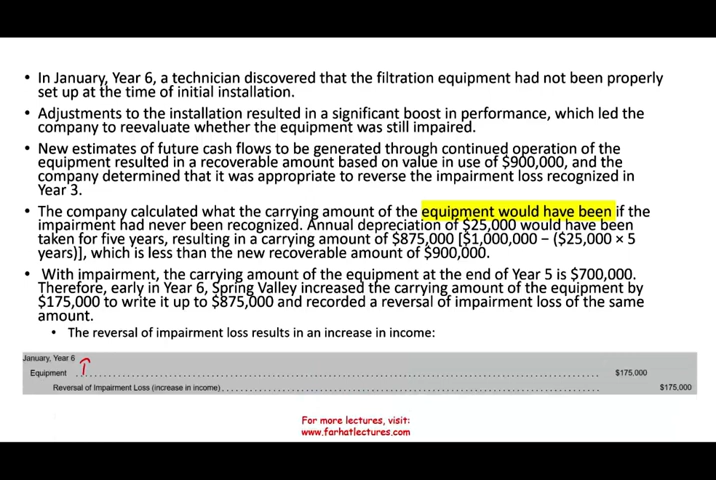 • In January, Year 6, a technician discovered that the filtration equipment had not been properly
set up at the time of initial installation.
• Adjustments to the installation resulted in a significant boost in performance, which led the
company to reevaluate whether the equipment was still impaired.
• New estimates of future cash flows to be generated through continued operation of the
equipment resulted in a recoverable amount based on value in use of $900,000, and the
company determined that it was appropriate to reverse the impairment loss recognized in
Year 3.
• The company calculated what the carrying amount of the equipment would have been if the
impairment had never been recognized. Annual depreciation of $25,000 would have been
taken for five years, resulting in a carrying amount of $875,000 [$1,000,000 − ($25,000 × 5
years)], which is less than the new recoverable amount of $900,000.
• With impairment, the carrying amount of the equipment at the end of Year 5 is $700,000.
Therefore, early in Year 6, Spring Valley increased the carrying amount of the equipment by
$175,000 to write it up to $875,000 and recorded a reversal of impairment loss of the same
amount.
• The reversal of impairment loss results in an increase in income:
January, Year 6
Equipment $175.000
Reversal of Impairment Loss (increase in income) $175,000
For more lectures, visit:
www.farhatlectures.com